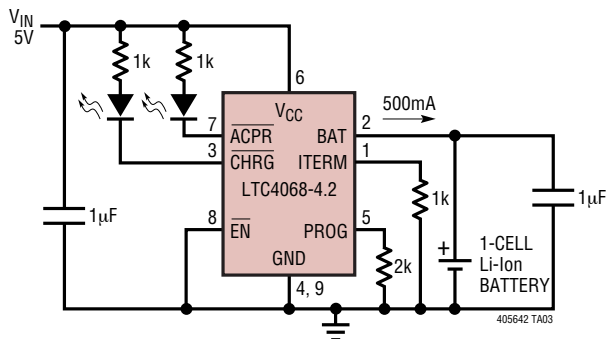 VIN
5V
1k
1k
6
VCC
500mA
7
ACPR
BAT
2
3
CHRG
ITERM
1
LTC4068-4.2
1k
1µF
1µF
8
EN
PROG
5
GND
2k
+
1-CELL
Li-Ion
BATTERY
4, 9
405642 TA03